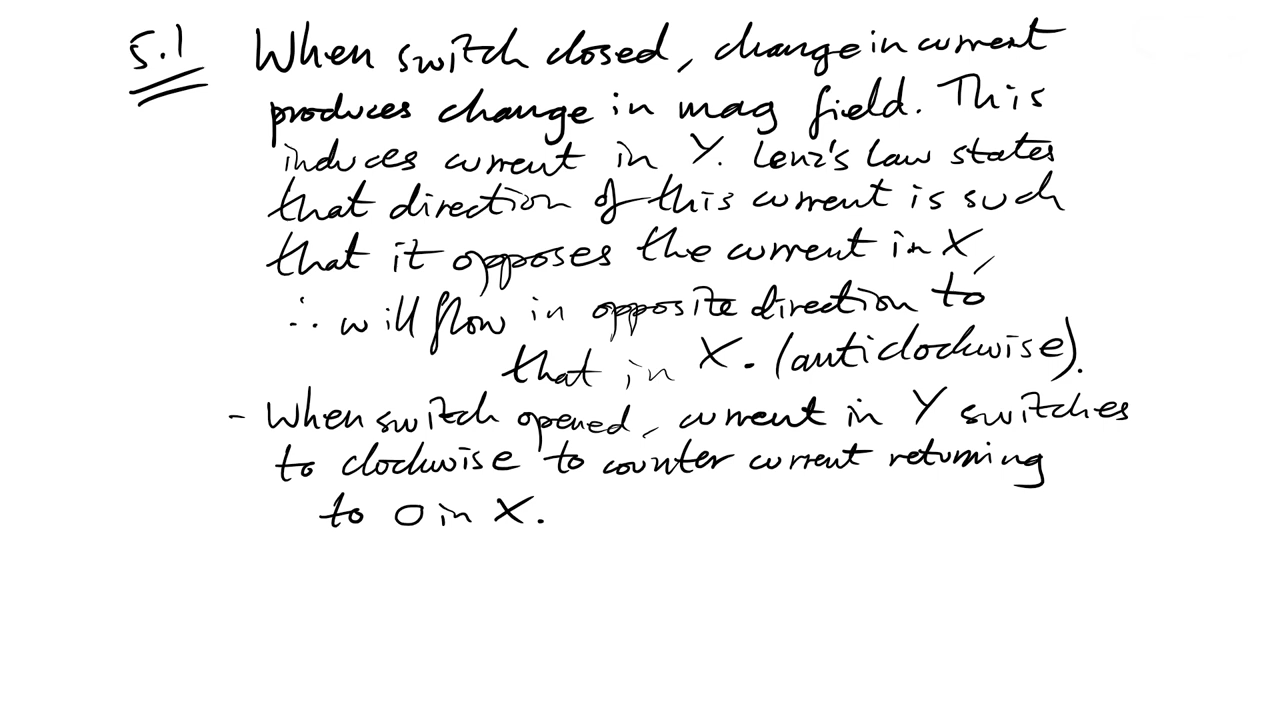 5.1 When switch closed, change in current
produces change in mag field. This
induces current in Y. Lenz's Law states
that direction of this current is such
that it opposes the current in X,
∴ will flow in opposite direction to
that in X. (anticlockwise).
- When switch opened, current in Y switches
to clockwise to counter current returning
to 0 in X.